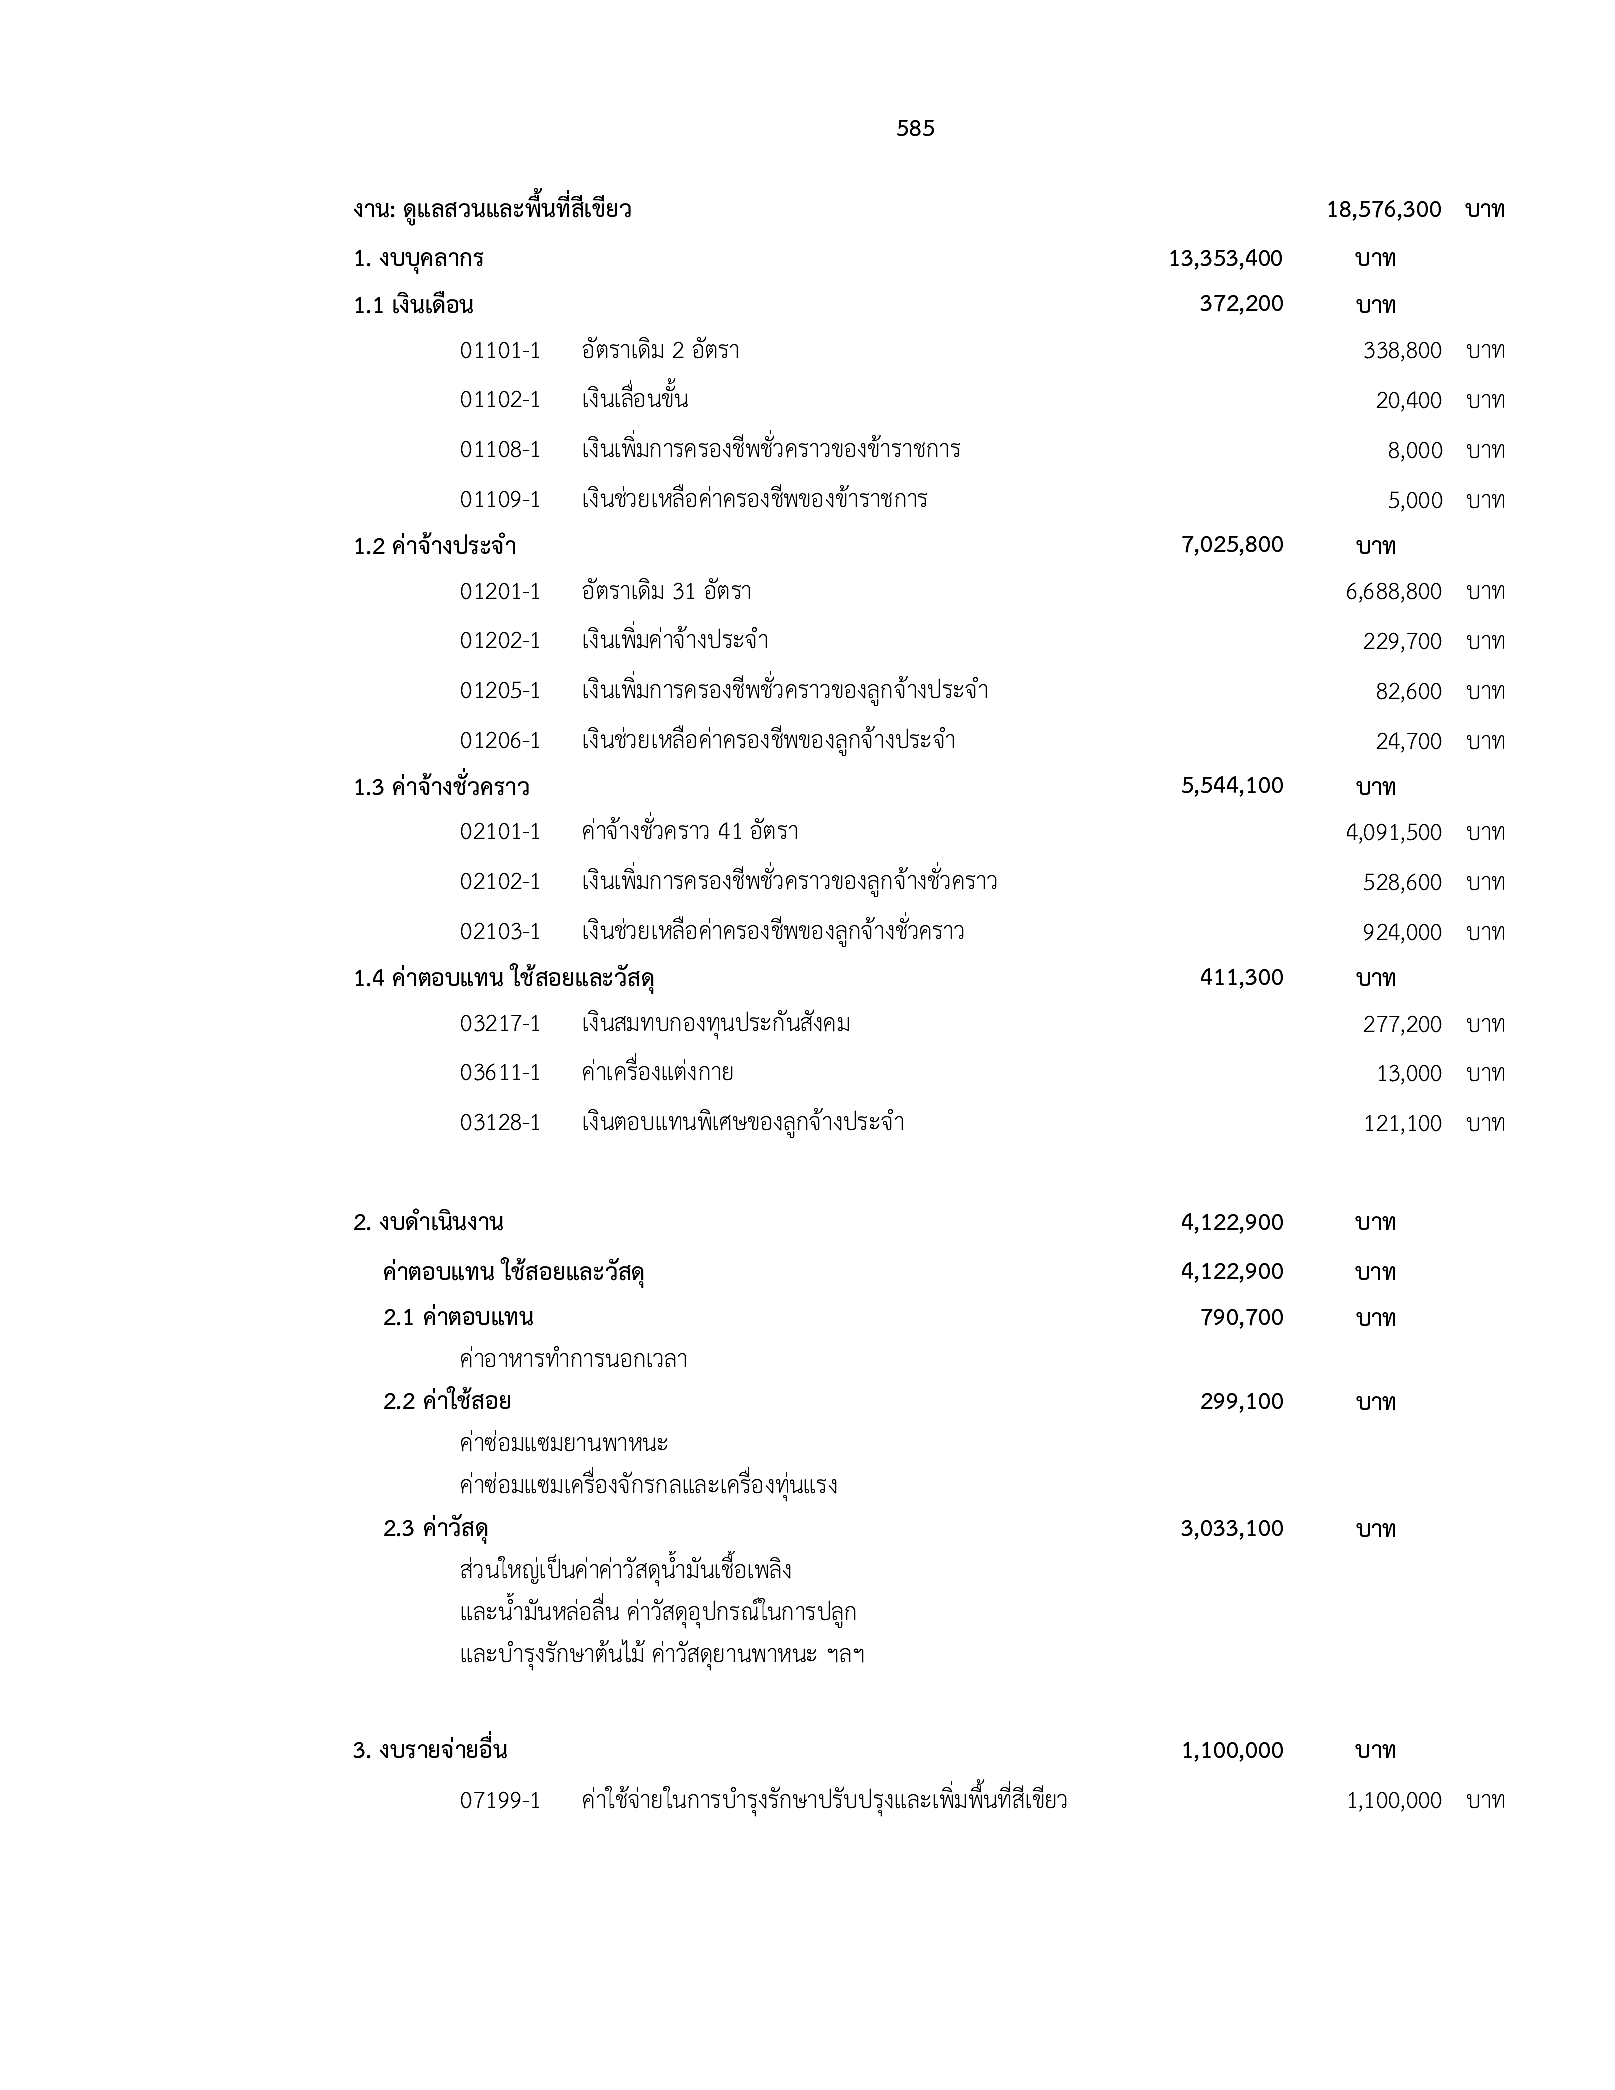 585
งาน: ดูแลสวนและพื้นที่สีเขียว 18,576,300 บาท
1. งบบุคลากร 13,353,400 บาท
1.1 เงินเดือน 372,200 บาท
01101-1 อัตราเดิม 2 อัตรา 338,800 บาท
01102-1 เงินเลื่อนขั้น 20,400 บาท
01108-1 เงินเพิ่มการครองชีพชั่วคราวของข้าราชการ 8,000 บาท
01109-1 เงินช่วยเหลือค่าครองชีพของข้าราชการ 5,000 บาท
1.2 ค่าจ้างประจำ 7,025,800 บาท
01201-1 อัตราเดิม 31 อัตรา 6,688,800 บาท
01202-1 เงินเพิ่มค่าจ้างประจำ 229,700 บาท
01205-1 เงินเพิ่มการครองชีพชั่วคราวของลูกจ้างประจำ 82,600 บาท
01206-1 เงินช่วยเหลือค่าครองชีพของลูกจ้างประจำ 24,700 บาท
1.3 ค่าจ้างชั่วคราว 5,544,100 บาท
02101-1 ค่าจ้างชั่วคราว 41 อัตรา 4,091,500 บาท
02102-1 เงินเพิ่มการครองชีพชั่วคราวของลูกจ้างชั่วคราว 528,600 บาท
02103-1 เงินช่วยเหลือค่าครองชีพของลูกจ้างชั่วคราว 924,000 บาท
1.4 ค่าตอบแทน ใช้สอยและวัสดุ 411,300 บาท
03217-1 เงินสมทบกองทุนประกันสังคม 277,200 บาท
03611-1 ค่าเครื่องแต่งกาย 13,000 บาท
03128-1 เงินตอบแทนพิเศษของลูกจ้างประจำ 121,100 บาท
2. งบดำเนินงาน 4,122,900 บาท
ค่าตอบแทน ใช้สอยและวัสดุ 4,122,900 บาท
2.1 ค่าตอบแทน 790,700 บาท
ค่าอาหารทำการนอกเวลา
2.2 ค่าใช้สอย 299,100 บาท
ค่าซ่อมแซมยานพาหนะ
ค่าซ่อมแซมเครื่องจักรกลและเครื่องทุ่นแรง
2.3 ค่าวัสดุ 3,033,100 บาท
ส่วนใหญ่เป็นค่าค่าวัสดุน้ำมันเชื้อเพลิง
และน้ำมันหล่อลื่น ค่าวัสดุอุปกรณ์ในการปลูก
และบำรุงรักษาต้นไม้ ค่าวัสดุยานพาหนะ ฯลฯ
3. งบรายจ่ายอื่น 1,100,000 บาท
07199-1 ค่าใช้จ่ายในการบำรุงรักษาปรับปรุงและเพิ่มพื้นที่สีเขียว 1,100,000 บาท